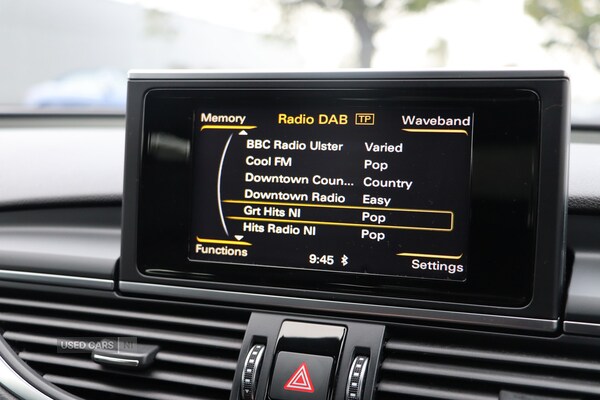 Memory Radio DAB TP Waveband
BBC Radio Ulster Varied
Cool FM Pop
Downtown Coun... Country
Downtown Radio Easy
Grt Hits NI Pop
Hits Radio NI Pop
Functions 9:45 Settings
USED CARS NI